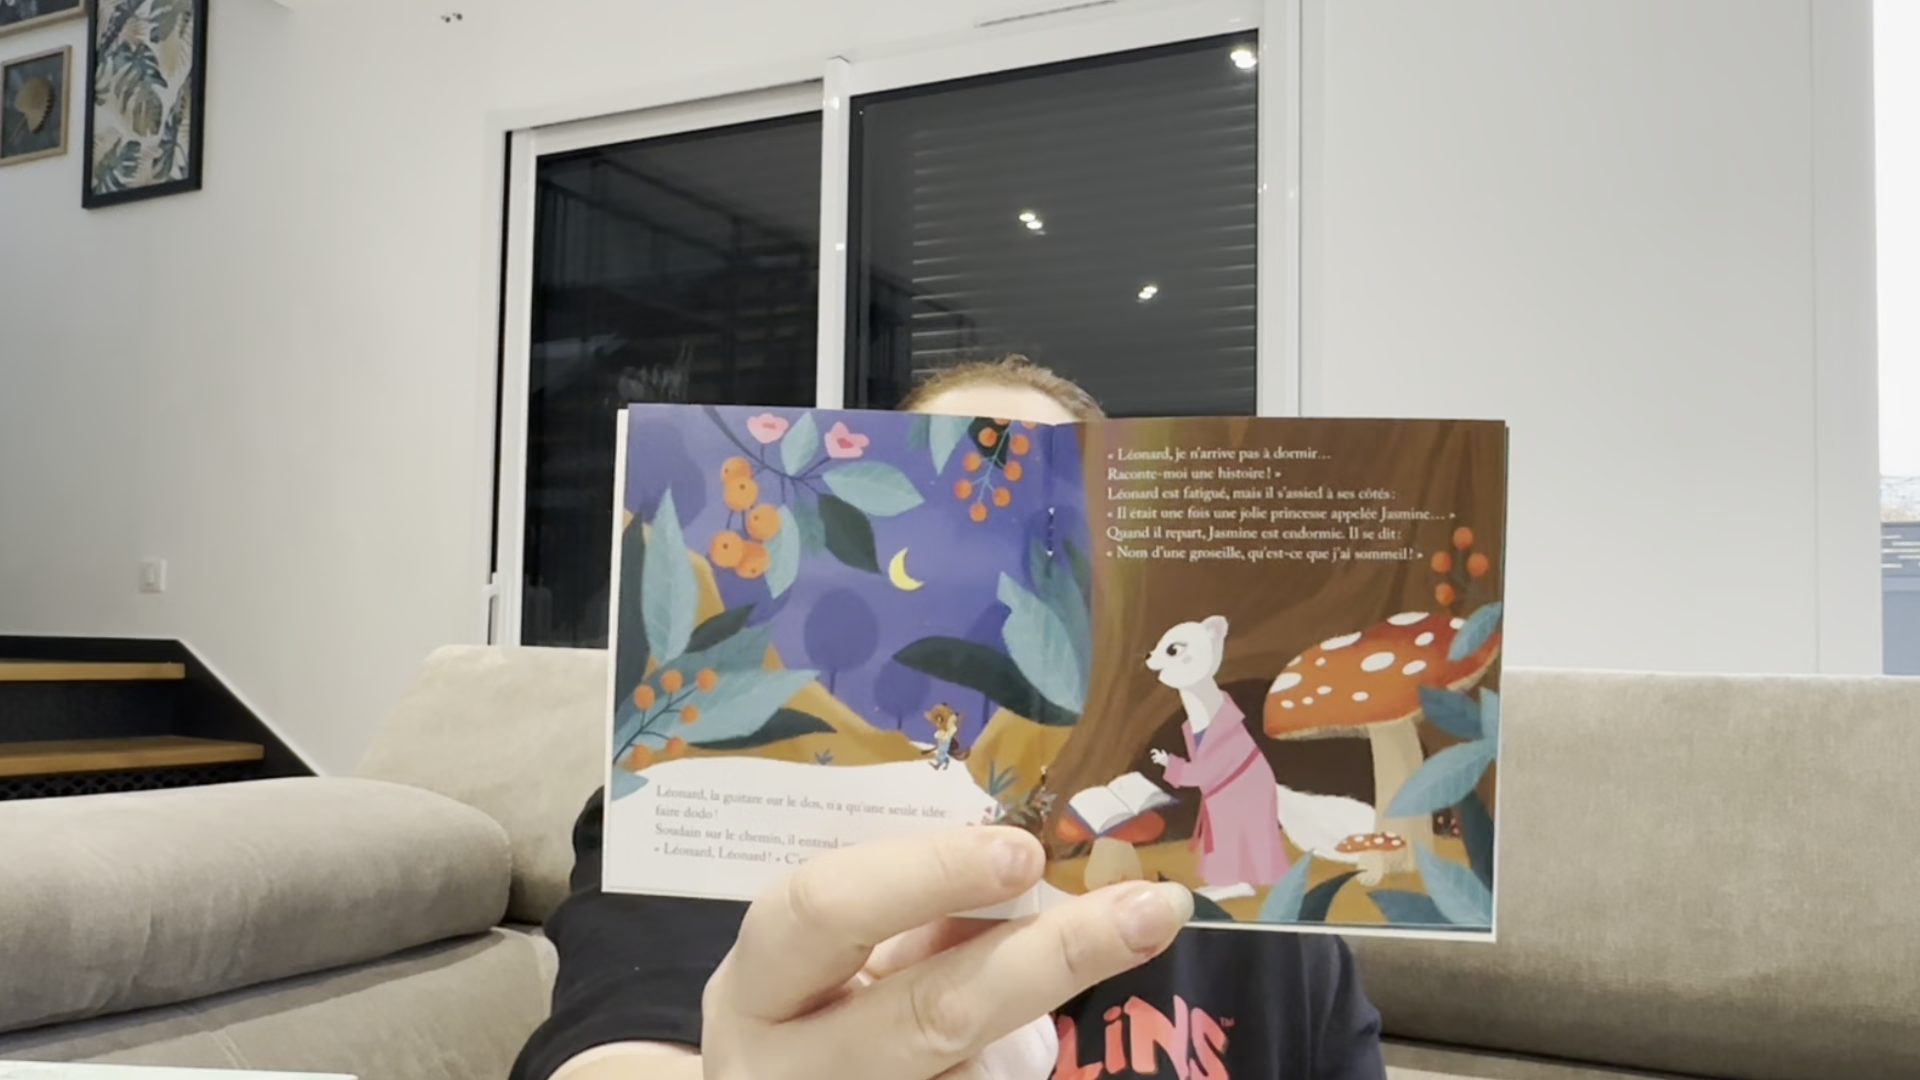 Léonard, la guitare sur le dos, n'a qu'une seule idée :
faire dodo !
Soudain sur le chemin, il entend
« Léonard, Léonard ! »
« Léonard, je n'arrive pas à dormir…
Raconte-moi une histoire ! »
Léonard est fatigué, mais il s'assied à ses côtés :
« Il était une fois une jolie princesse appelée Jasmine… »
Quand il repart, Jasmine est endormie. Il se dit :
« Nom d'une groseille, qu'est-ce que j'ai sommeil ! »
LiNS™